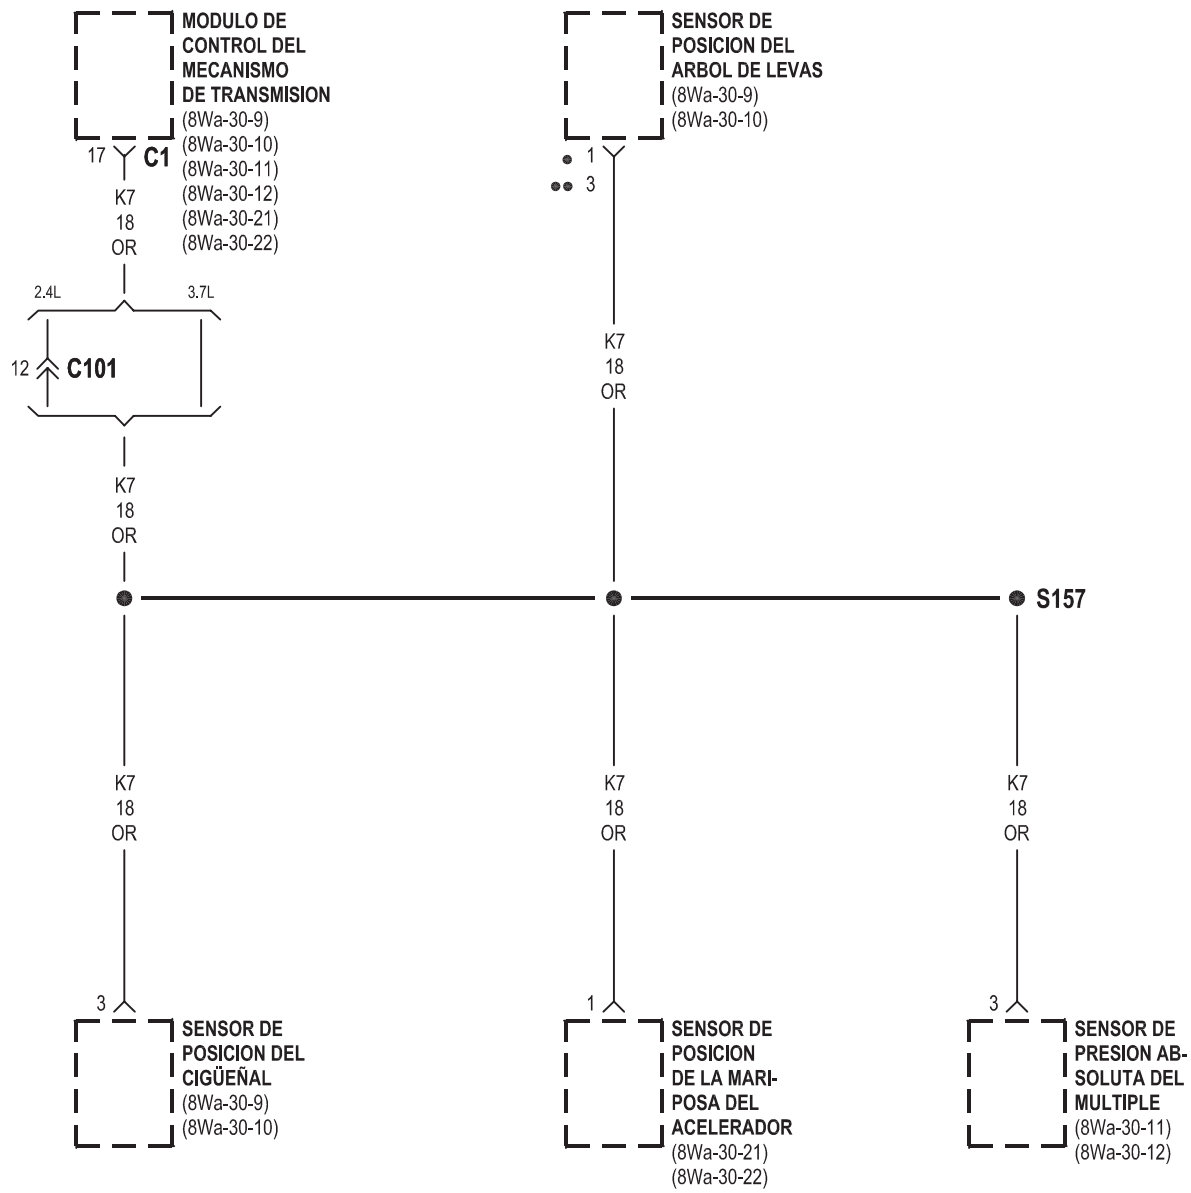 MODULO DE
CONTROL DEL
MECANISMO
DE TRANSMISION
(8Wa-30-9)
(8Wa-30-10)
(8Wa-30-11)
(8Wa-30-12)
(8Wa-30-21)
(8Wa-30-22)
17
C1
K7
18
OR
2.4L
3.7L
12
C101
K7
18
OR
SENSOR DE
POSICION DEL
ARBOL DE LEVAS
(8Wa-30-9)
(8Wa-30-10)
1
3
K7
18
OR
S157
K7
18
OR
3
SENSOR DE
POSICION DEL
CIGÜEÑAL
(8Wa-30-9)
(8Wa-30-10)
K7
18
OR
1
SENSOR DE
POSICION
DE LA MARI-
POSA DEL
ACELERADOR
(8Wa-30-21)
(8Wa-30-22)
K7
18
OR
3
SENSOR DE
PRESION AB-
SOLUTA DEL
MULTIPLE
(8Wa-30-11)
(8Wa-30-12)